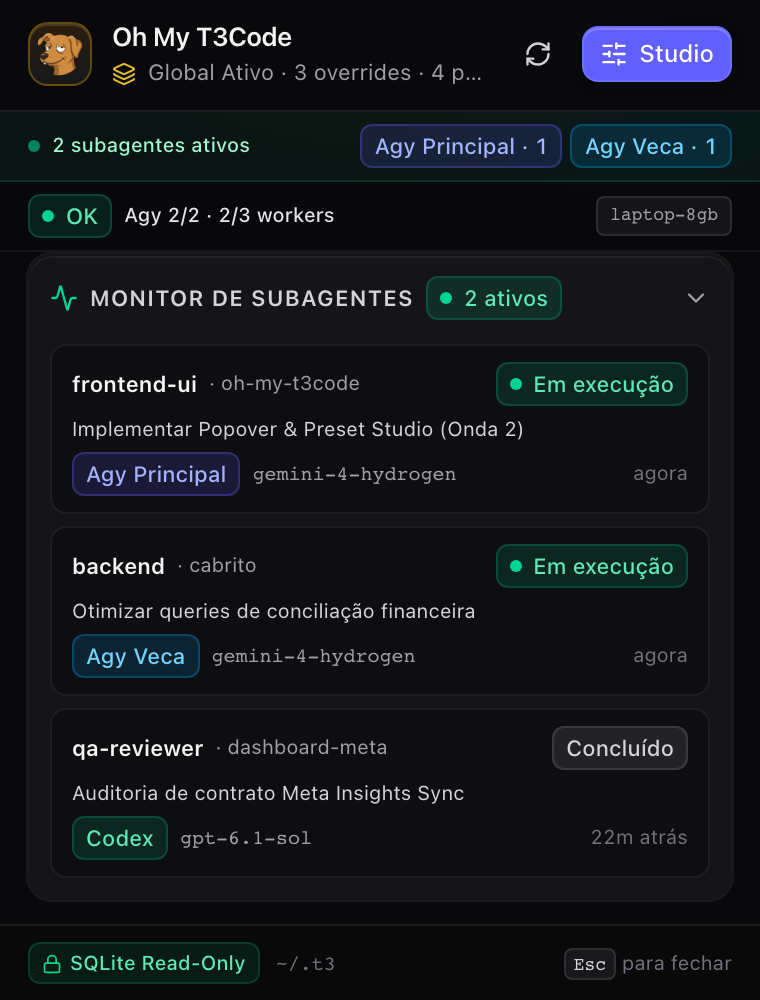 Oh My T3Code
Global Ativo · 3 overrides · 4 p...
Studio
2 subagentes ativos
Agy Principal · 1
Agy Veca · 1
OK
Agy 2/2 · 2/3 workers
laptop-8gb
MONITOR DE SUBAGENTES
2 ativos
frontend-ui · oh-my-t3code
Em execução
Implementar Popover & Preset Studio (Onda 2)
Agy Principal
gemini-4-hydrogen
agora
backend · cabrito
Em execução
Otimizar queries de conciliação financeira
Agy Veca
gemini-4-hydrogen
agora
qa-reviewer · dashboard-meta
Concluído
Auditoria de contrato Meta Insights Sync
Codex
gpt-6.1-sol
22m atrás
SQLite Read-Only
~/.t3
Esc para fechar